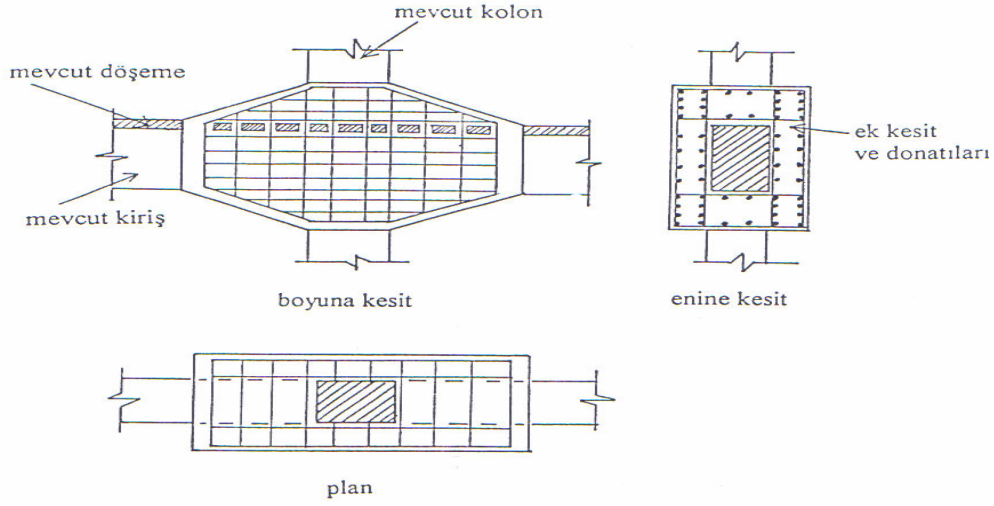 mevcut kolon
mevcut döşeme
mevcut kiriş
ek kesit
ve donatıları
boyuna kesit
enine kesit
plan